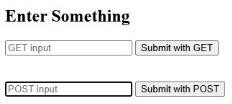 Enter Something
GET input Submit with GET
POST input Submit with POST